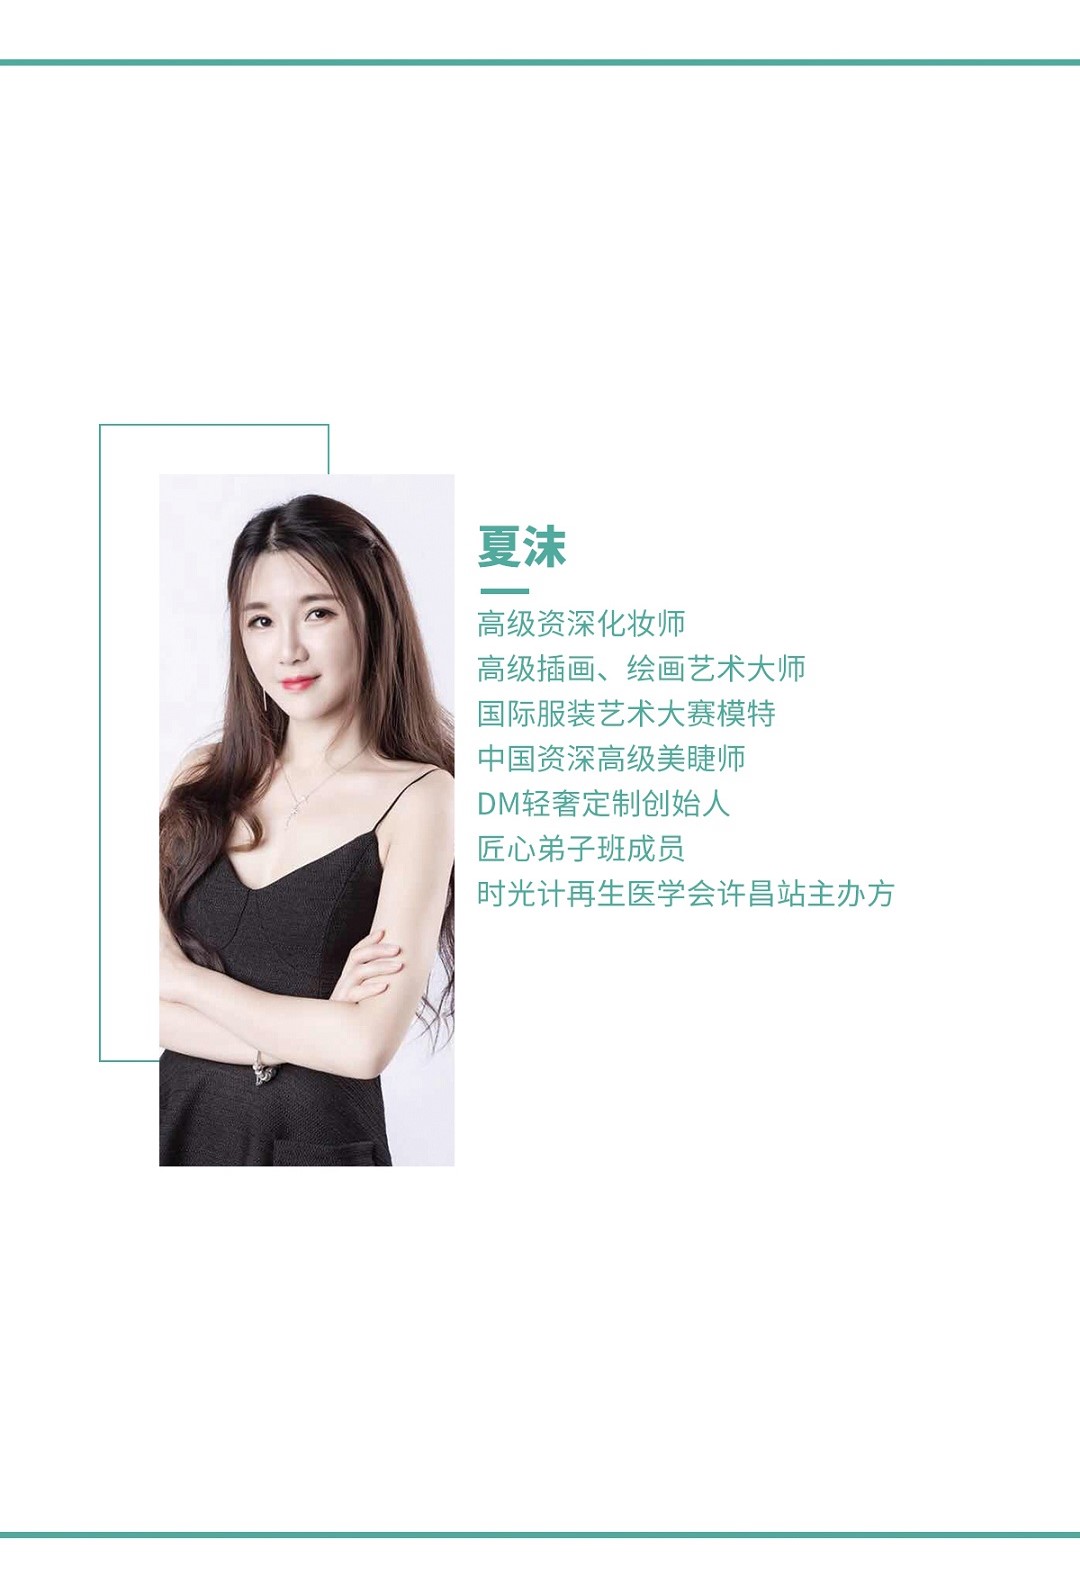 夏沫
高级资深化妆师
高级插画、绘画艺术大师
国际服装艺术大赛模特
中国资深高级美睫师
DM轻奢定制创始人
匠心弟子班成员
时光计再生医学会许昌站主办方